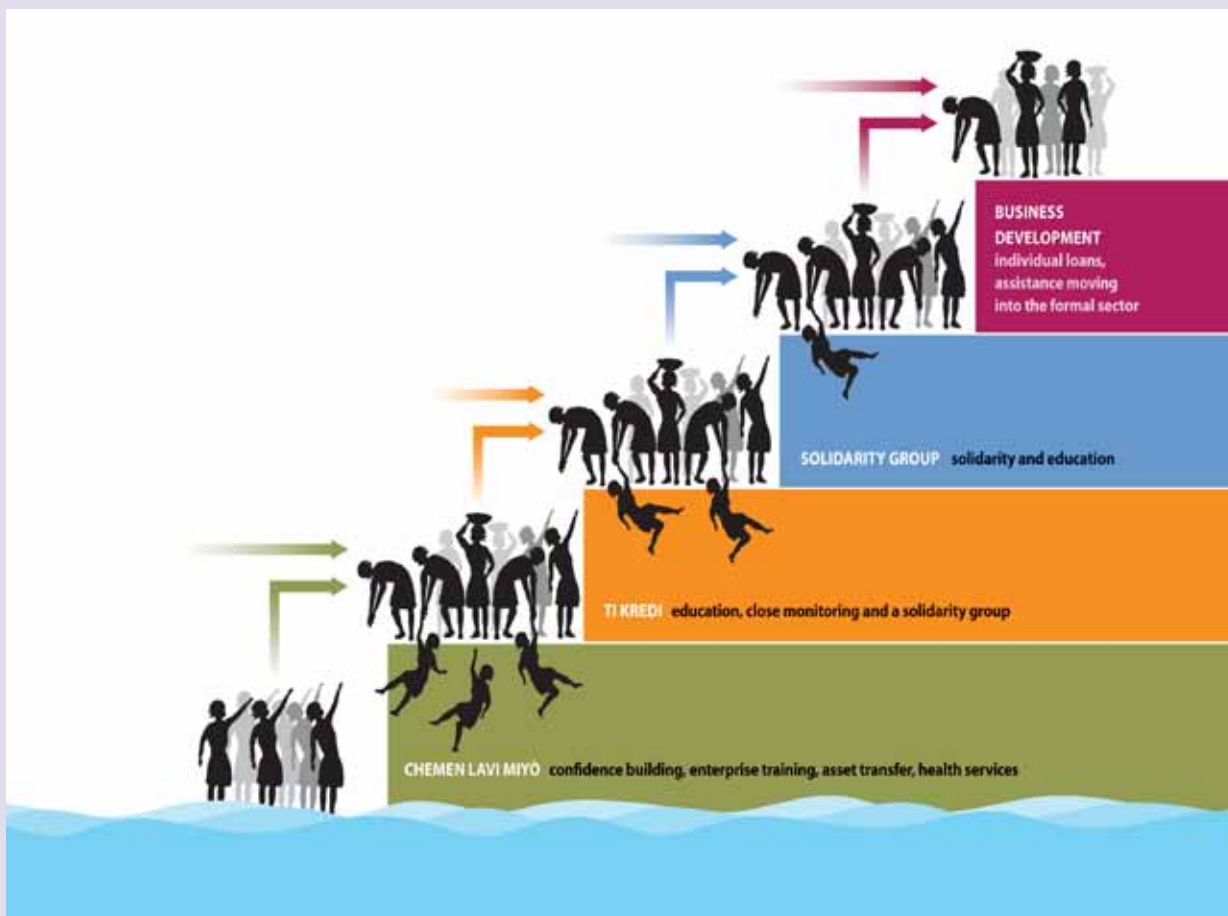 BUSINESS
DEVELOPMENT
individual loans,
assistance moving
into the formal sector
SOLIDARITY GROUP solidarity and education
TI KREDI education, close monitoring and a solidarity group
CHEMEN LAVI MIYÒ confidence building, enterprise training, asset transfer, health services